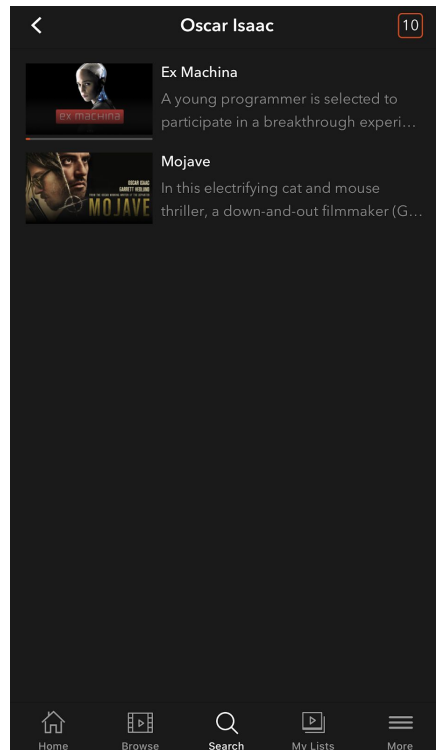 Oscar Isaac
10
ex machina
Ex Machina
A young programmer is selected to
participate in a breakthrough experi...
OSCAR ISAAC
GARRETT HEDLUND
MOJAVE
Mojave
In this electrifying cat and mouse
thriller, a down-and-out filmmaker (G...
Home
Browse
Search
My Lists
More